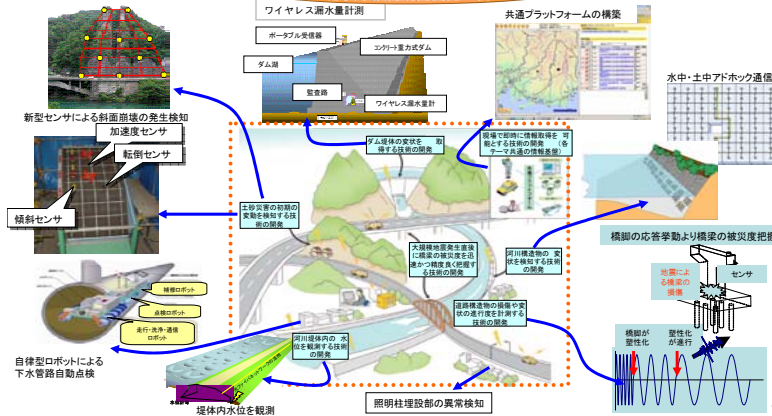 ワイヤレス漏水量計測
ポータブル受信器
コンクリート重力式ダム
ダム湖
監査路
ワイヤレス漏水量計
共通プラットフォームの構築
水中・土中アドホック通信
新型センサによる斜面崩壊の発生検知
加速度センサ
転倒センサ
傾斜センサ
ダム堤体の変状を 取
得する技術の開発
現場で即時に情報取得を 可
能とする技術の開発 (各
テーマ共通の情報基盤)
土砂災害の初期の
変動を検知する技術
の開発
大規模地震発生直後
に橋梁の被災度を迅
速かつ精度良く把握す
る技術の開発
河川構造物の 変
状を検知する技術の
開発
道路構造物の損傷や変
状の進行度を計測する
技術の開発
河川堤体内の 水
位を観測する技術
の開発
橋脚の応答挙動より橋梁の被災度把握
地震によ
る橋梁の
損傷
センサ
橋脚が
塑性化
塑性化
が進行
補修ロボット
点検ロボット
走行・洗浄・通信
ロボット
自律型ロボットによる
下水管路自動点検
堤体内水位を観測
照明柱埋設部の異常検知